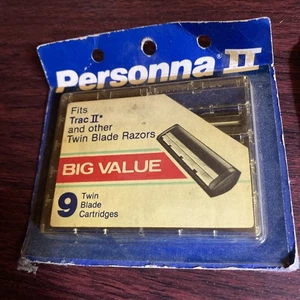 Personna II
Fits
Trac II*
and other
Twin Blade Razors
BIG VALUE
9 Twin
Blade
Cartridges